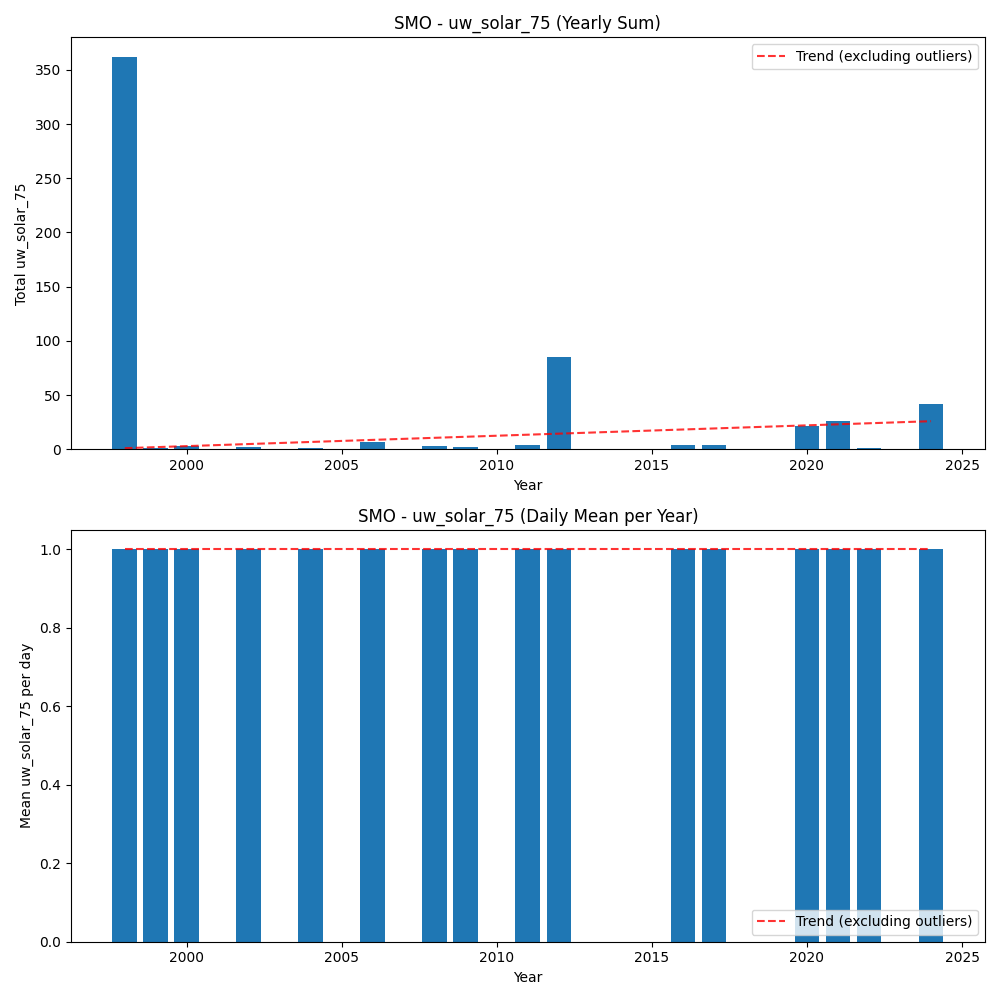 SMO - uw_solar_75 (Yearly Sum)
Trend (excluding outliers)
Total uw_solar_75
350
300
250
200
150
100
50
0
2000 2005 2010 2015 2020 2025
Year
SMO - uw_solar_75 (Daily Mean per Year)
Mean uw_solar_75 per day
1.0
0.8
0.6
0.4
0.2
0.0
Trend (excluding outliers)
2000 2005 2010 2015 2020 2025
Year